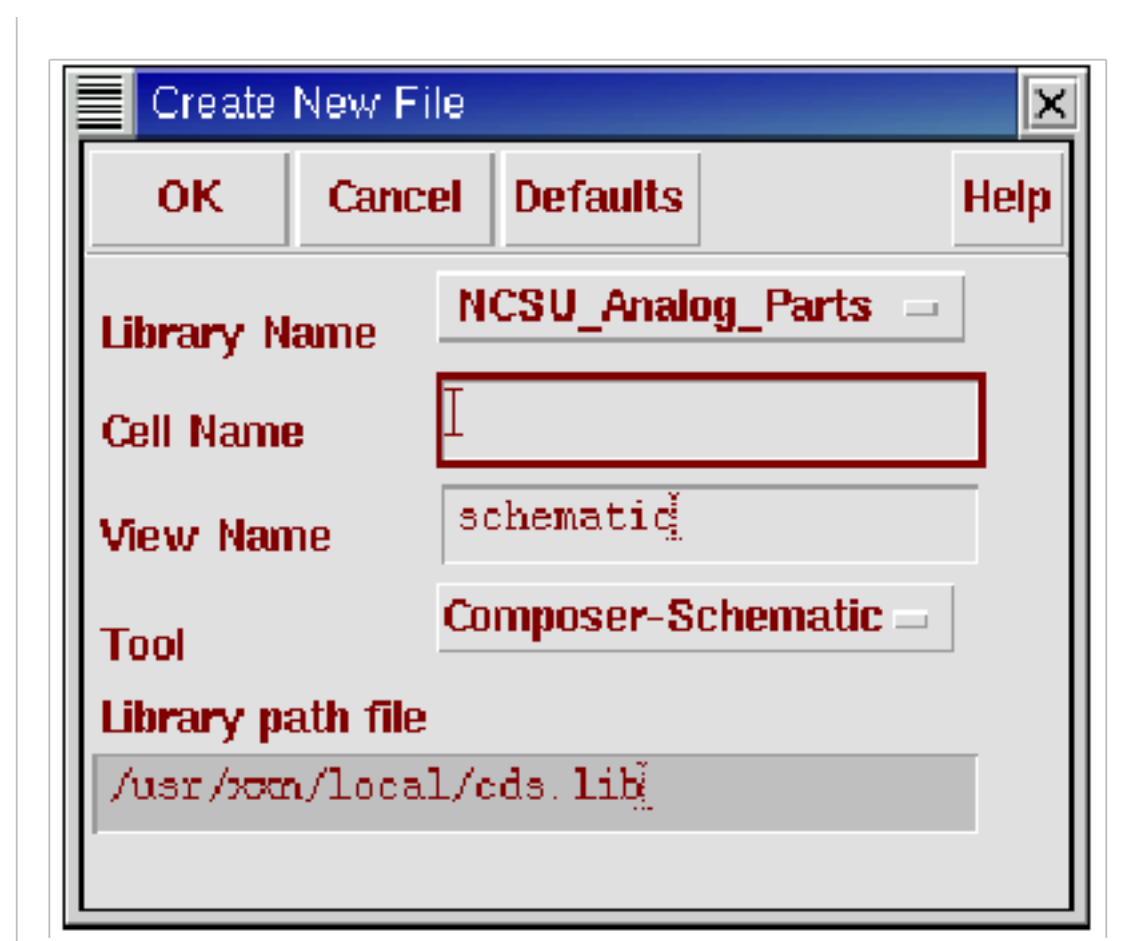 Create New File
OK Cancel Defaults Help
Library Name NCSU_Analog_Parts
Cell Name
View Name schematic
Tool Composer-Schematic
Library path file
/usr/xxn/local/cds.lib